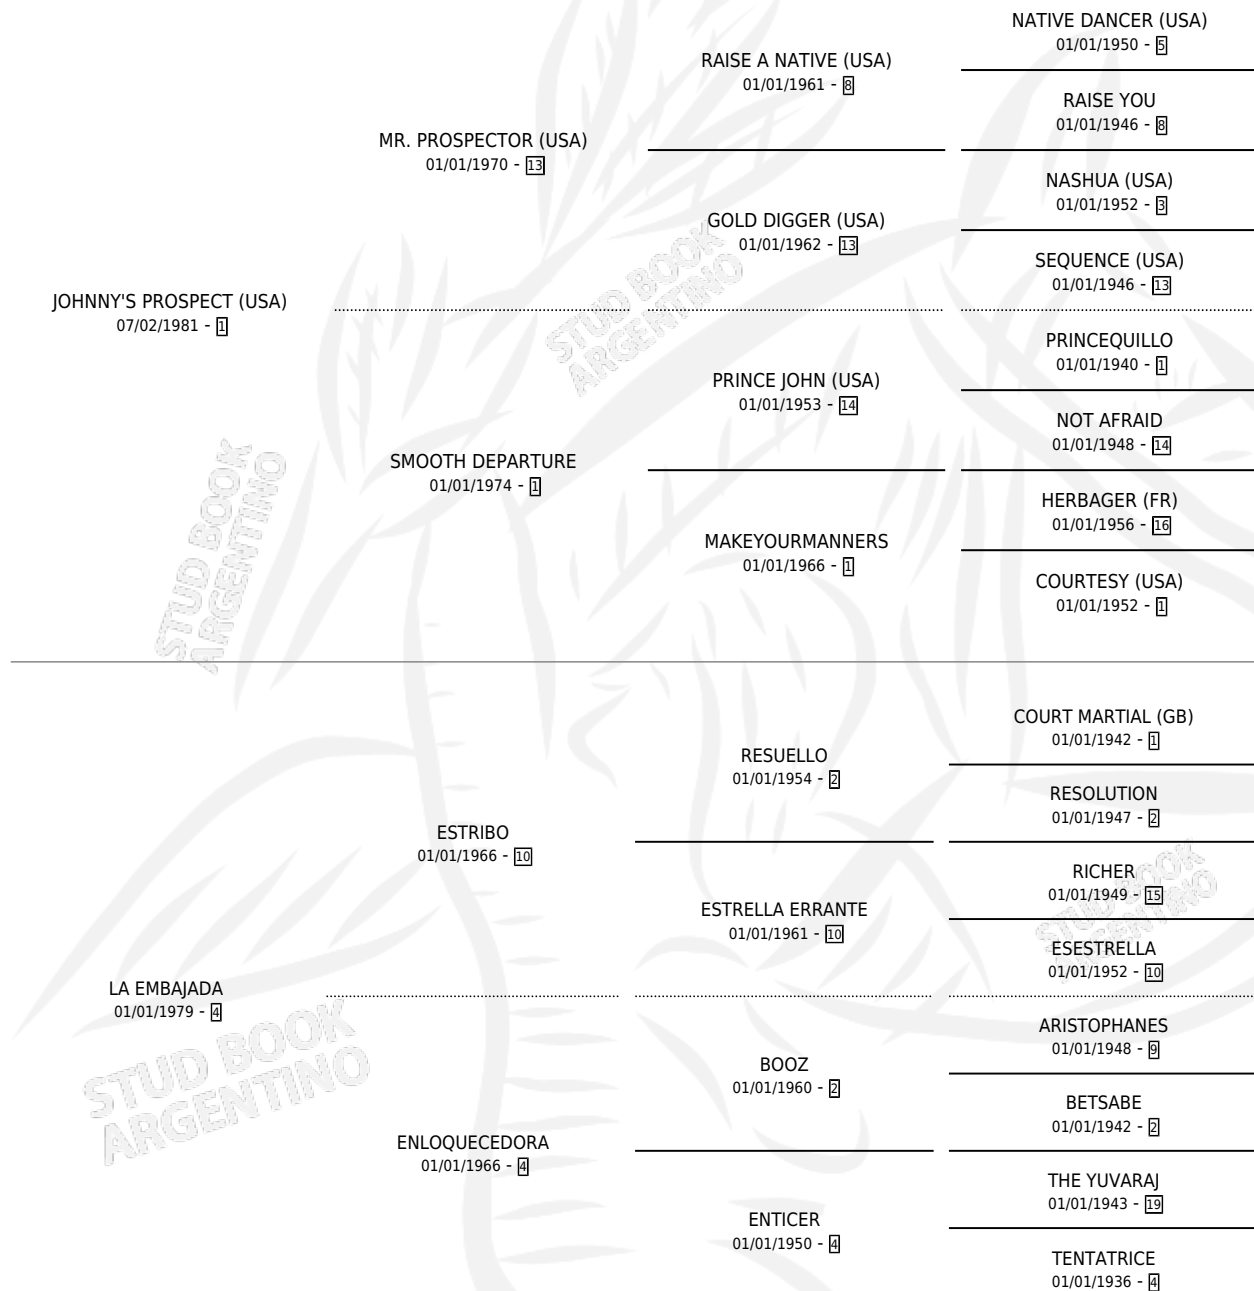 NATIVE DANCER (USA)
01/01/1950 - 5
RAISE A NATIVE (USA)
01/01/1961 - 8
RAISE YOU
01/01/1946 - 8
MR. PROSPECTOR (USA)
01/01/1970 - 13
NASHUA (USA)
01/01/1952 - 3
GOLD DIGGER (USA)
01/01/1962 - 13
SEQUENCE (USA)
01/01/1946 - 13
JOHNNY'S PROSPECT (USA)
07/02/1981 - 1
STUD BOOK
ARGENTINO
PRINCEQUILLO
01/01/1940 - 1
PRINCE JOHN (USA)
01/01/1953 - 14
NOT AFRAID
01/01/1948 - 14
SMOOTH DEPARTURE
01/01/1974 - 1
HERBAGER (FR)
01/01/1956 - 16
MAKEYOURMANNERS
01/01/1966 - 1
COURTESY (USA)
01/01/1952 - 1
STUD BOOK
ARGENTINO
COURT MARTIAL (GB)
01/01/1942 - 1
RESUELLO
01/01/1954 - 2
RESOLUTION
01/01/1947 - 2
ESTRIBO
01/01/1966 - 10
RICHER
01/01/1949 - 15
ESTRELLA ERRANTE
01/01/1961 - 10
STUD BOOK
ARGENTINO
ESESTRELLA
01/01/1952 - 10
LA EMBAJADA
01/01/1979 - 4
STUD BOOK
ARGENTINO
ARISTOPHANES
01/01/1948 - 9
BOOZ
01/01/1960 - 2
BETSABE
01/01/1942 - 2
ENLOQUECEDORA
01/01/1966 - 4
THE YUVARAJ
01/01/1943 - 19
ENTICER
01/01/1950 - 4
TENTATRICE
01/01/1936 - 4